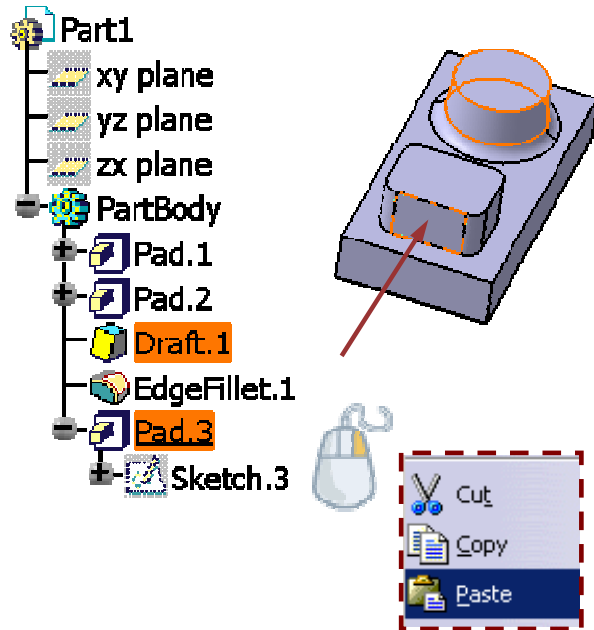 Part1
xy plane
yz plane
zx plane
PartBody
Pad.1
Pad.2
Draft.1
EdgeFillet.1
Pad.3
Sketch.3
Cut
Copy
Paste